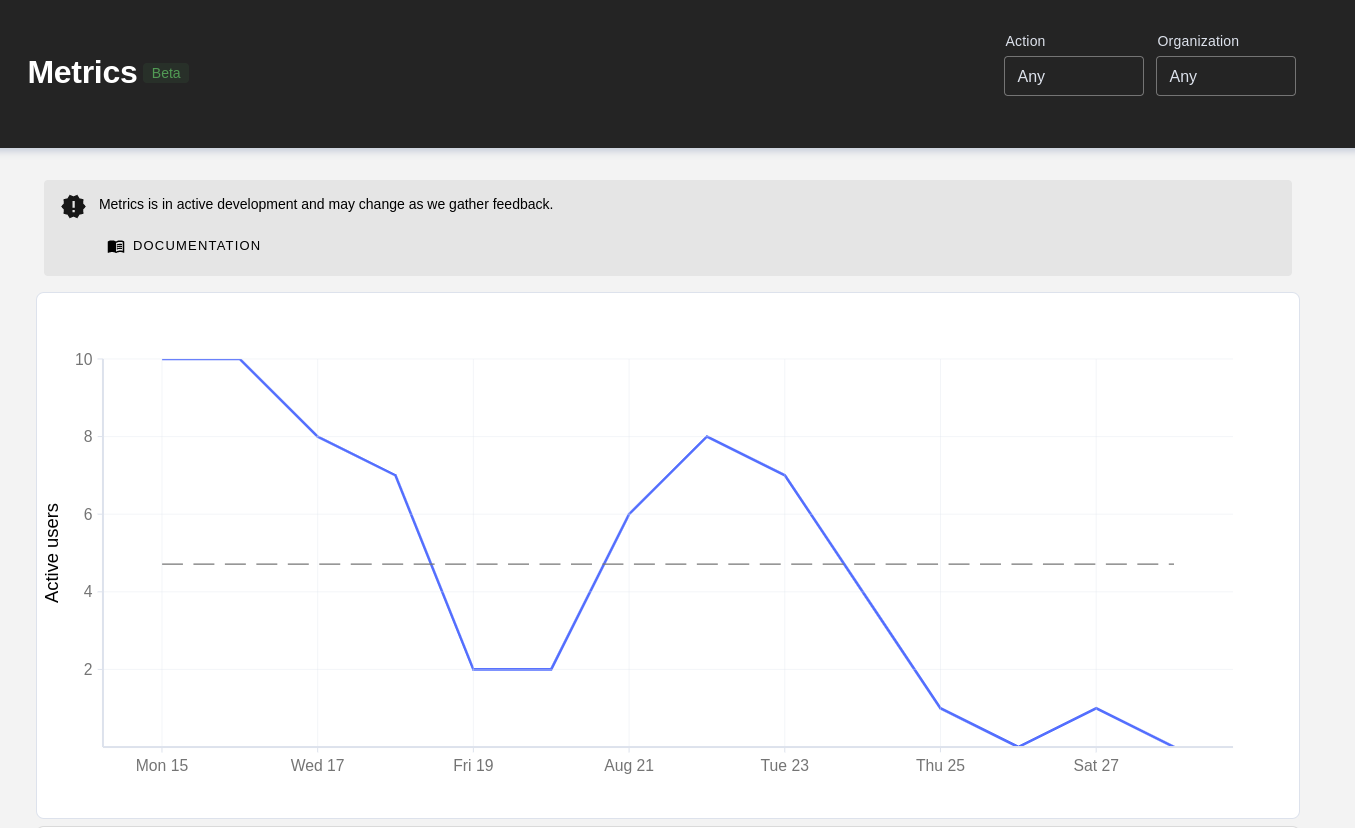 Metrics Beta
Action
Organization
Any
Any
Metrics is in active development and may change as we gather feedback.
DOCUMENTATION
Active users
10
8
6
4
2
Mon 15
Wed 17
Fri 19
Aug 21
Tue 23
Thu 25
Sat 27